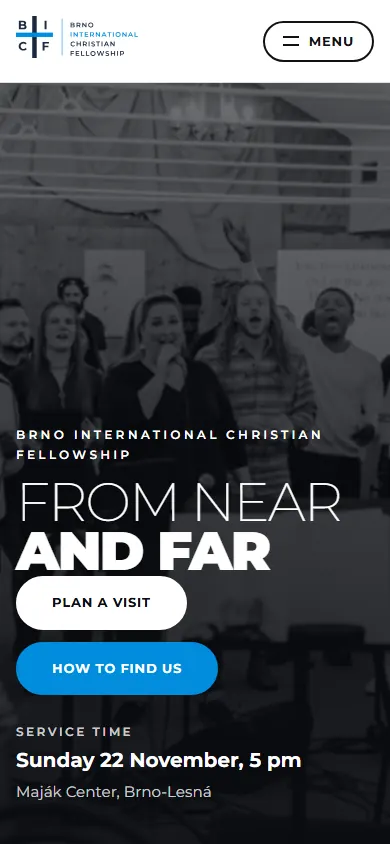 B I
C F
BRNO
INTERNATIONAL
CHRISTIAN
FELLOWSHIP
MENU
BRNO INTERNATIONAL CHRISTIAN
FELLOWSHIP
FROM NEAR
AND FAR
PLAN A VISIT
HOW TO FIND US
SERVICE TIME
Sunday 22 November, 5 pm
Maják Center, Brno-Lesná